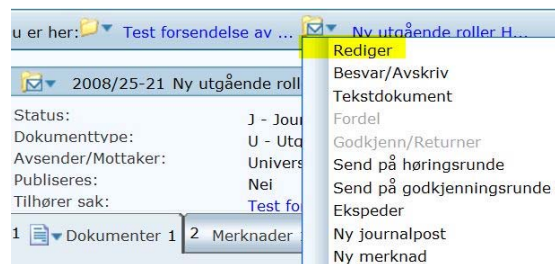 u er her: Test forsendelse av ... Ny utgående roller H...
Rediger
Besvar/Avskriv
Tekstdokument
Fordel
Godkjenn/Returner
Send på høringsrunde
Send på godkjenningsrunde
Ekspeder
Ny journalpost
Ny merknad
2008/25-21 Ny utgående roll
Status: J - Jour
Dokumenttype: U - Utg
Avsender/Mottaker: Univers
Publiseres: Nei
Tilhører sak: Test fo
1 Dokumenter 1 2 Merknader